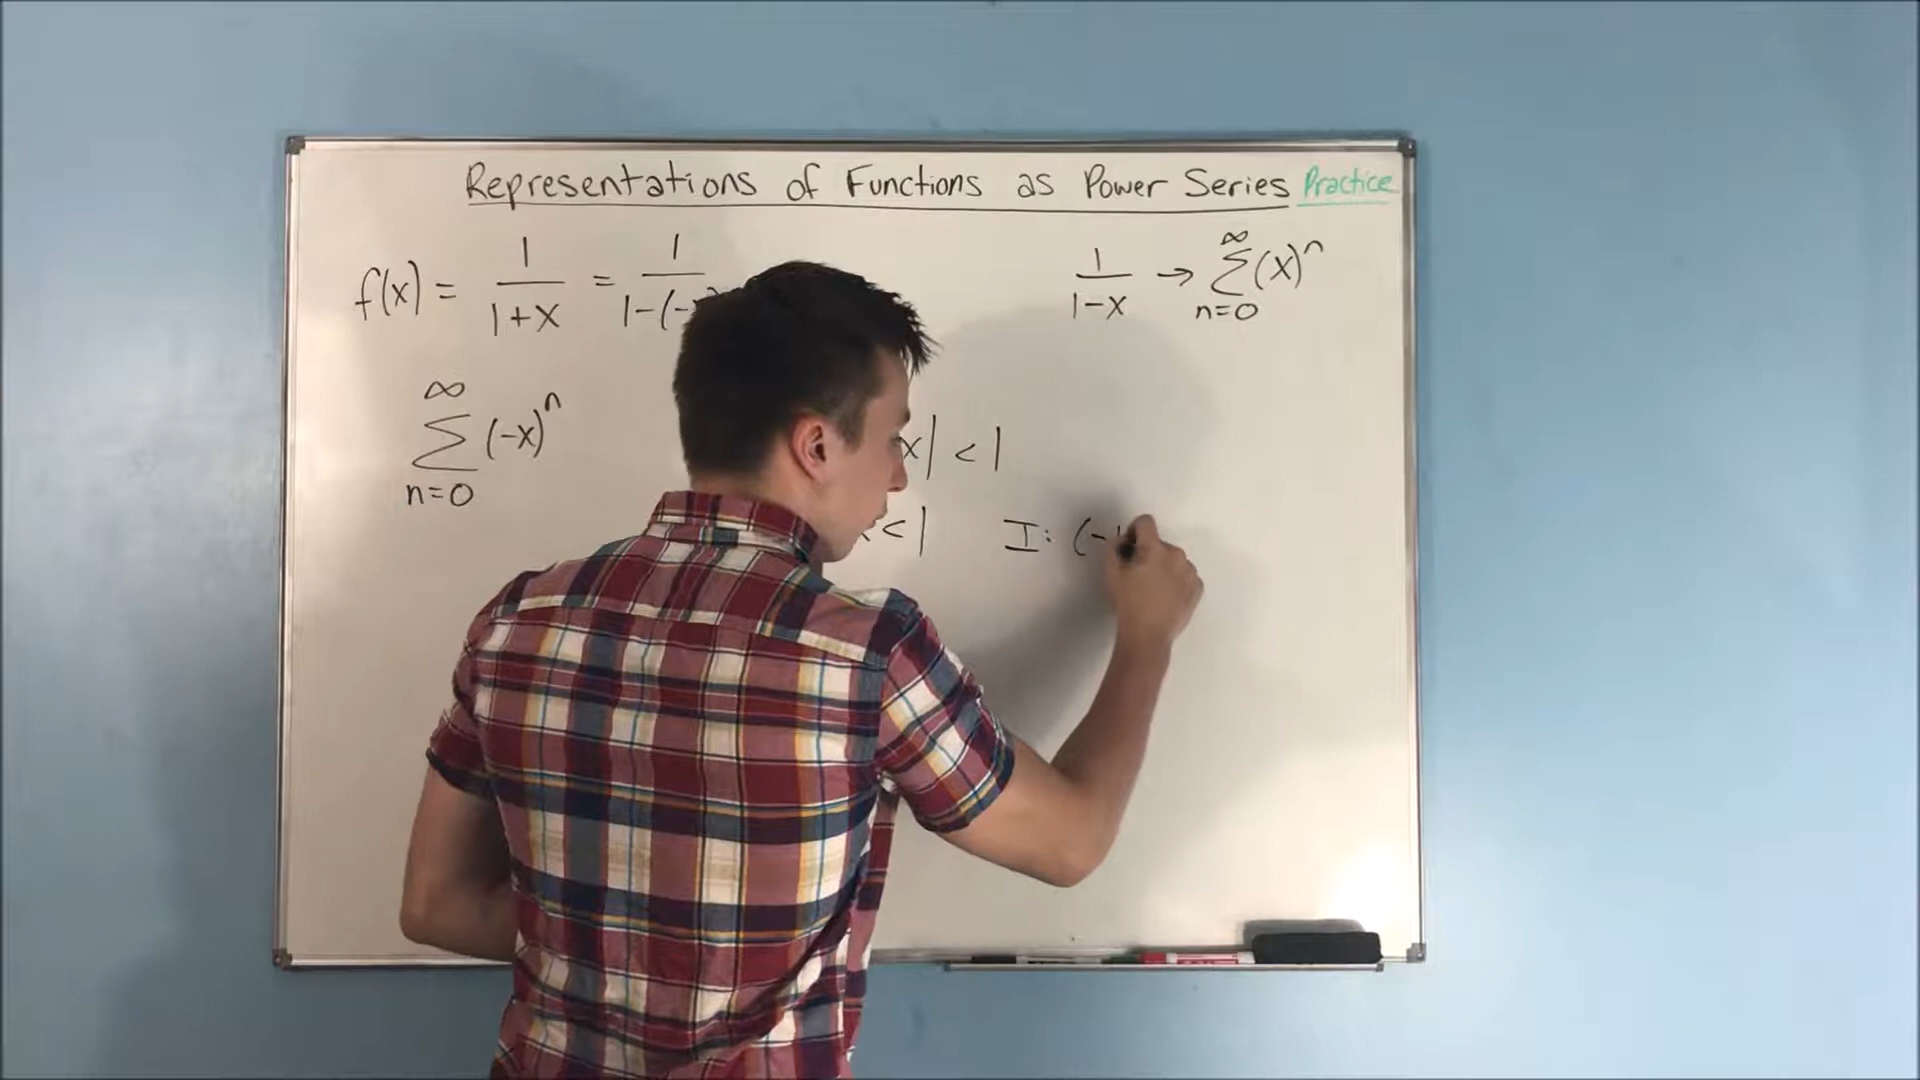 Representations of Functions as Power Series Practice
f(x) = 1/(1+x) = 1/(1-(-
1/(1-x) → ∞ Σ n=0 (x)^n
∞ Σ n=0 (-x)^n
x| < 1
< 1
I: (-1